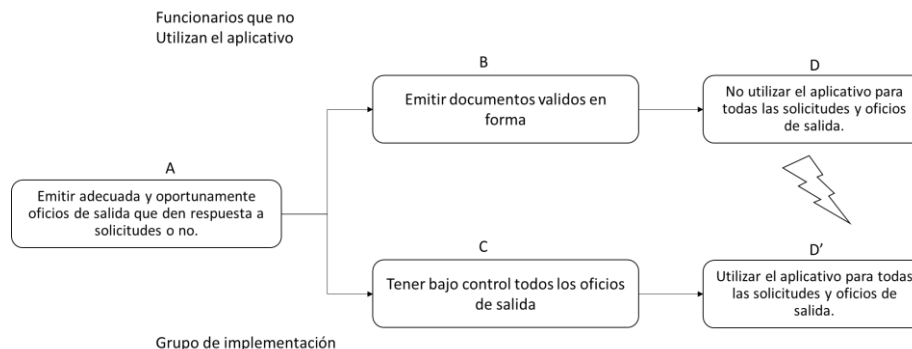 Funcionarios que no
Utilizan el aplicativo
B
Emitir documentos validos en
forma
D
No utilizar el aplicativo para
todas las solicitudes y oficios
de salida.
A
Emitir adecuada y oportunamente
oficios de salida que den respuesta a
solicitudes o no.
C
Tener bajo control todos los oficios
de salida
D’
Utilizar el aplicativo para todas
las solicitudes y oficios de
salida.
Grupo de implementación